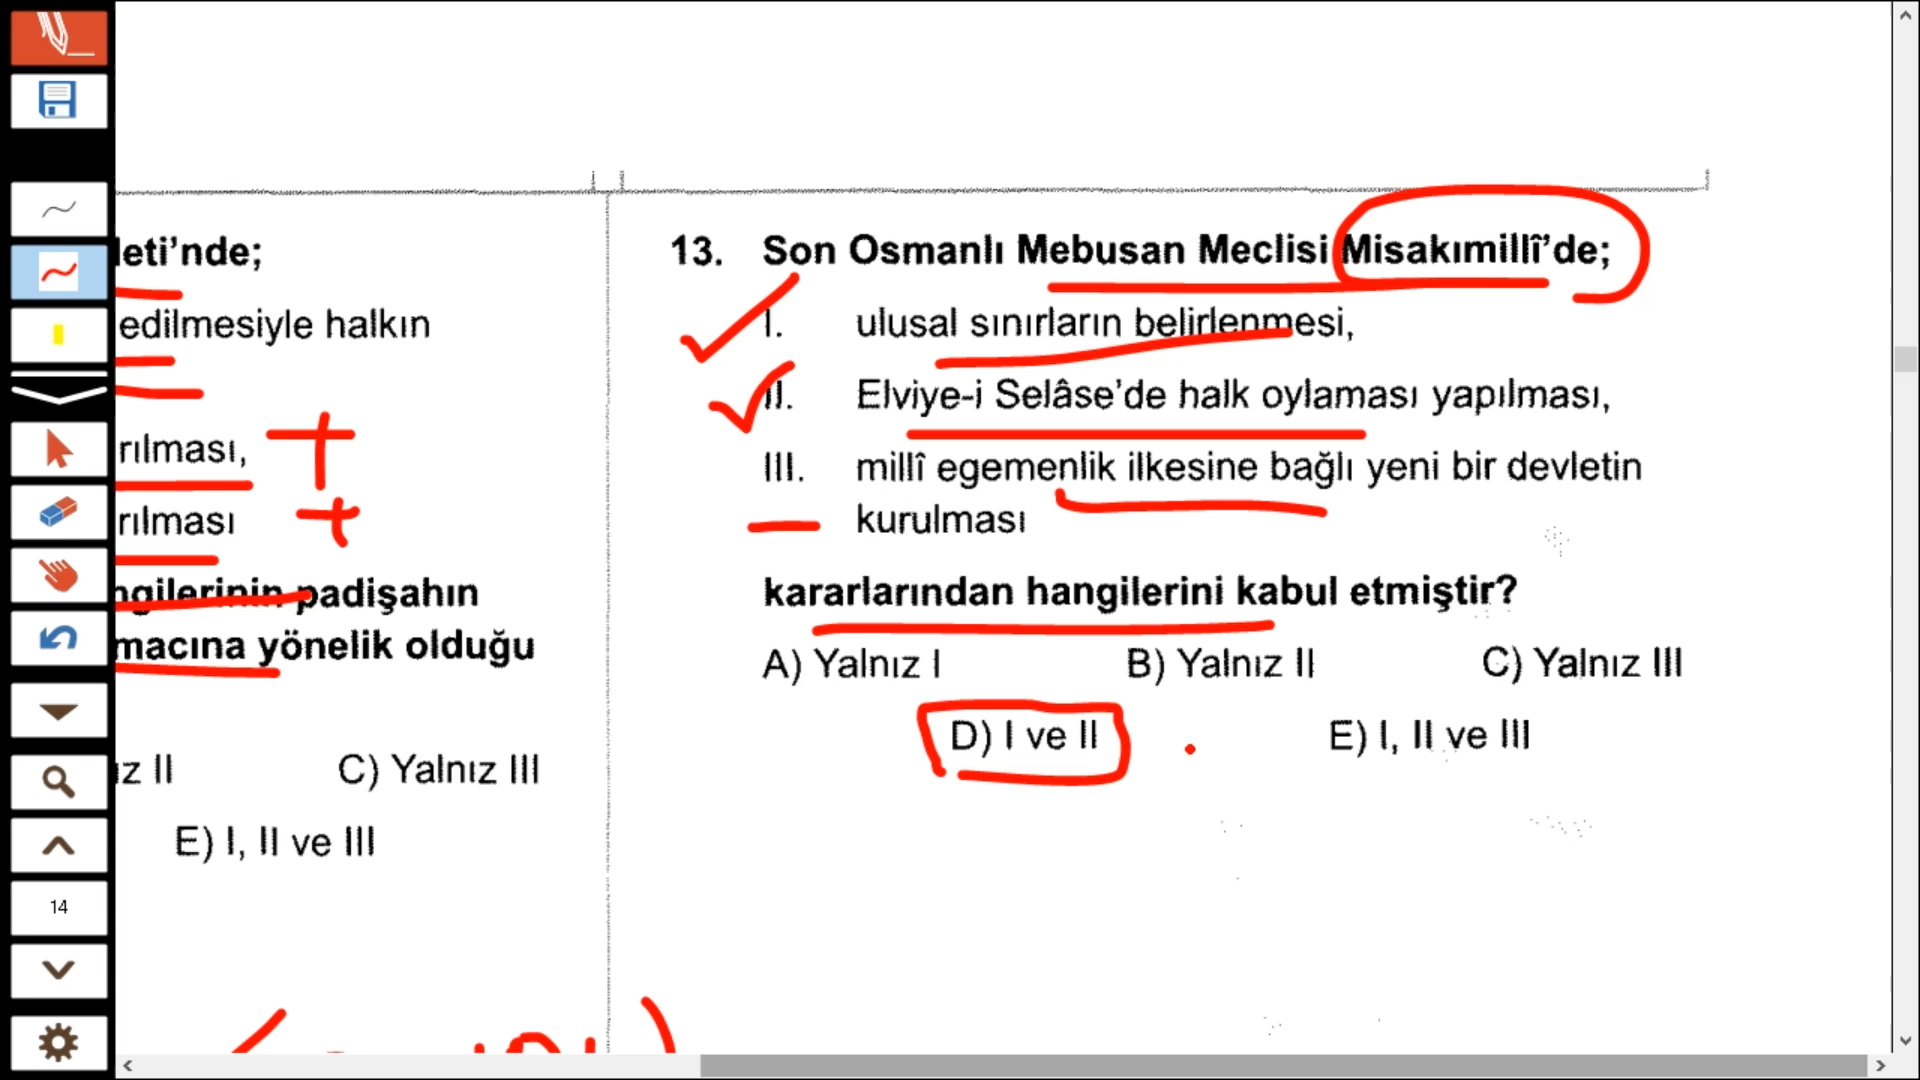 leti'nde;
edilmesiyle halkın
rılması,
rılması
ngilerinin padişahın
macına yönelik olduğu
ız II C) Yalnız III
E) I, II ve III
13. Son Osmanlı Mebusan Meclisi Misakımillî'de;
I. ulusal sınırların belirlenmesi,
II. Elviye-i Selâse'de halk oylaması yapılması,
III. millî egemenlik ilkesine bağlı yeni bir devletin
kurulması
kararlarından hangilerini kabul etmiştir?
A) Yalnız I B) Yalnız II C) Yalnız III
D) I ve II E) I, II ve III
14